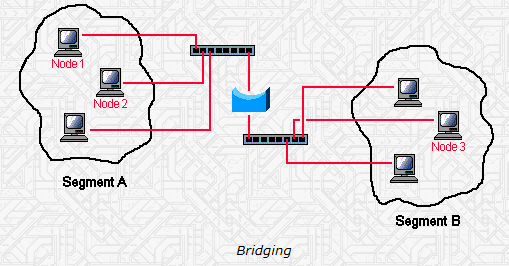 Node 1
Node 2
Segment A
Node 3
Segment B
Bridging